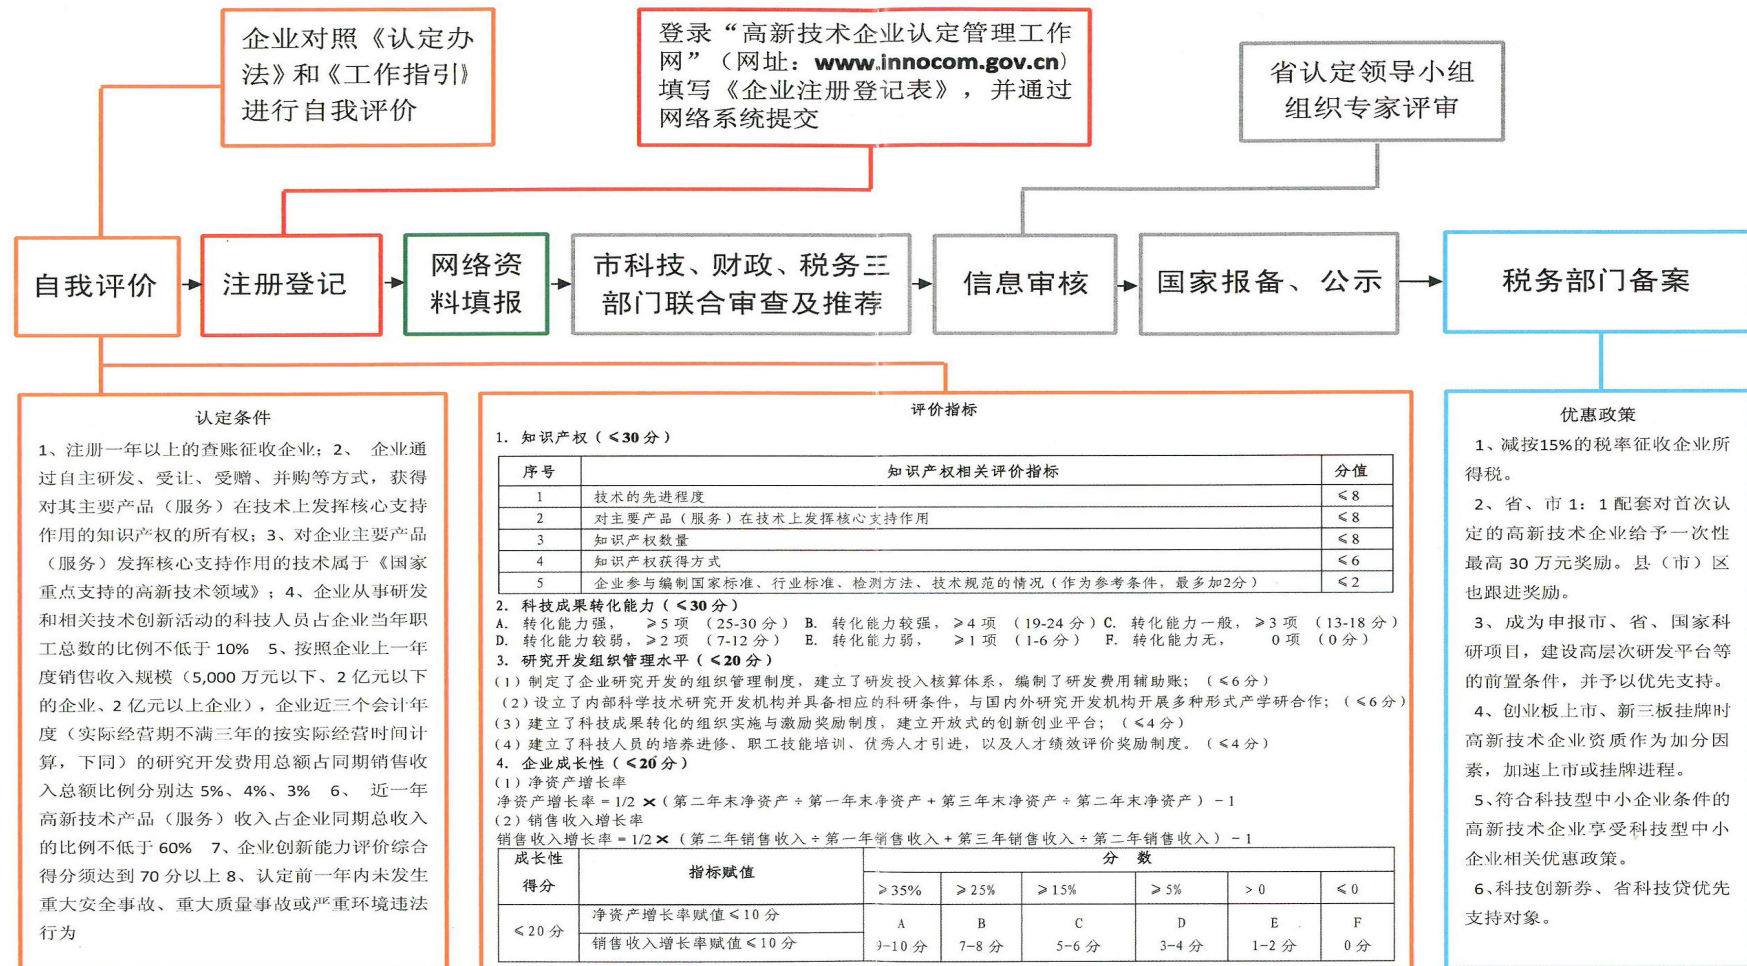 企业对照《认定办
法》和《工作指引》
进行自我评价
登录“高新技术企业认定管理工作
网”（网址：www.innocom.gov.cn)
填写《企业注册登记表》，并通过
网络系统提交
省认定领导小组
组织专家评审
自我评价
注册登记
网络资
料填报
市科技、财政、税务三
部门联合审查及推荐
信息审核
国家报备、公示
税务部门备案
认定条件
1、注册一年以上的查账征收企业；2、 企业通
过自主研发、受让、受赠、并购等方式，获得
对其主要产品（服务）在技术上发挥核心支持
作用的知识产权的所有权；3、对企业主要产品
（服务）发挥核心支持作用的技术属于《国家
重点支持的高新技术领域》；4、企业从事研发
和相关技术创新活动的科技人员占企业当年职
工总数的比例不低于 10% 5、按照企业上一年
度销售收入规模（5,000 万元以下、2 亿元以下
的企业、2 亿元以上企业），企业近三个会计年
度（实际经营期不满三年的按实际经营时间计
算，下同）的研究开发费用总额占同期销售收
入总额比例分别达 5%、4%、3% 6、 近一年
高新技术产品（服务）收入占企业同期总收入
的比例不低于 60% 7、企业创新能力评价综合
得分须达到 70 分以上 8、认定前一年内未发生
重大安全事故、重大质量事故或严重环境违法
行为
评价指标
1. 知识产权（≤30 分）
序号 知识产权相关评价指标 分值
1 技术的先进程度 ≤8
2 对主要产品（服务）在技术上发挥核心支持作用 ≤8
3 知识产权数量 ≤8
4 知识产权获得方式 ≤6
5 企业参与编制国家标准、行业标准、检测方法、技术规范的情况（作为参考条件，最多加2分） ≤2
2. 科技成果转化能力（≤30 分）
A. 转化能力强， ≥5 项 （25-30 分） B. 转化能力较强，≥4 项 （19-24 分）C. 转化能力一般，≥3 项 （13-18 分）
D. 转化能力较弱，≥2 项 （7-12 分） E. 转化能力弱， ≥1 项 （1-6 分） F. 转化能力无， 0 项 （0 分）
3. 研究开发组织管理水平（≤20 分）
（1）制定了企业研究开发的组织管理制度，建立了研发投入核算体系，编制了研发费用辅助账；（≤6 分）
（2）设立了内部科学技术研究开发机构并具备相应的科研条件，与国内外研究开发机构开展多种形式产学研合作；（≤6 分）
（3）建立了科技成果转化的组织实施与激励奖励制度，建立开放式的创新创业平台；（≤4 分）
（4）建立了科技人员的培养进修、职工技能培训、优秀人才引进，以及人才绩效评价奖励制度。（≤4 分）
4. 企业成长性（≤20 分）
（1）净资产增长率
净资产增长率 = 1/2 ×（第二年末净资产 ÷ 第一年末净资产 + 第三年末净资产 ÷ 第二年末净资产）－1
（2）销售收入增长率
销售收入增长率 = 1/2 ×（第二年销售收入 ÷ 第一年销售收入 + 第三年销售收入 ÷ 第二年销售收入）－1
成长性
得分
指标赋值
分 数
≥35% ≥25% ≥15% ≥5% >0 ≤0
≤20 分
净资产增长率赋值≤10 分
销售收入增长率赋值≤10 分
A B C D E F
9-10 分 7-8 分 5-6 分 3-4 分 1-2 分 0 分
优惠政策
1、减按15%的税率征收企业所
得税。
2、省、市 1：1 配套对首次认
定的高新技术企业给予一次性
最高 30 万元奖励。县（市）区
也跟进奖励。
3、成为申报市、省、国家科
研项目，建设高层次研发平台等
的前置条件，并予以优先支持。
4、创业板上市、新三板挂牌时
高新技术企业资质作为加分因
素，加速上市或挂牌进程。
5、符合科技型中小企业条件的
高新技术企业享受科技型中小
企业相关优惠政策。
6、科技创新券、省科技贷优先
支持对象。